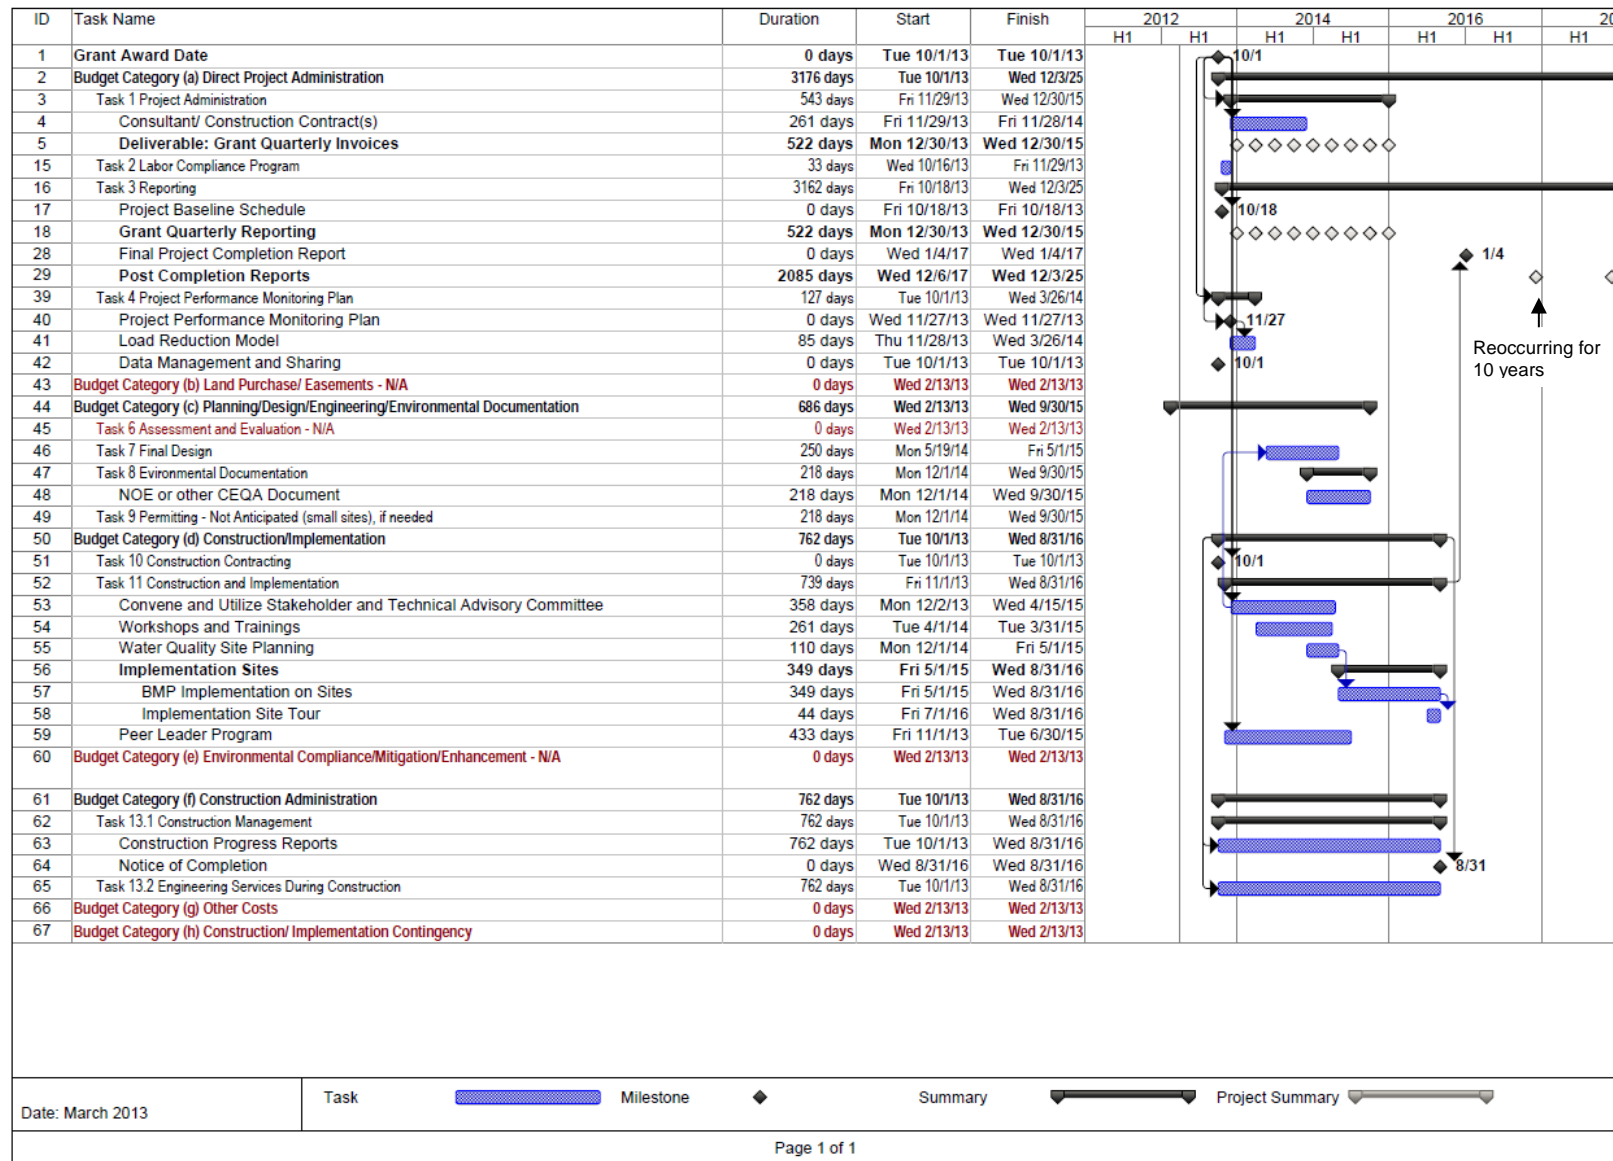 ID Task Name Duration Start Finish 2012 2014 2016 20
H1 H1 H1 H1 H1 H1 H1
1 Grant Award Date 0 days Tue 10/1/13 Tue 10/1/13 10/1
2 Budget Category (a) Direct Project Administration 3176 days Tue 10/1/13 Wed 12/3/25
3 Task 1 Project Administration 543 days Fri 11/29/13 Wed 12/30/15
4 Consultant/ Construction Contract(s) 261 days Fri 11/29/13 Fri 11/28/14
5 Deliverable: Grant Quarterly Invoices 522 days Mon 12/30/13 Wed 12/30/15
15 Task 2 Labor Compliance Program 33 days Wed 10/16/13 Fri 11/29/13
16 Task 3 Reporting 3162 days Fri 10/18/13 Wed 12/3/25
17 Project Baseline Schedule 0 days Fri 10/18/13 Fri 10/18/13 10/18
18 Grant Quarterly Reporting 522 days Mon 12/30/13 Wed 12/30/15
28 Final Project Completion Report 0 days Wed 1/4/17 Wed 1/4/17 1/4
29 Post Completion Reports 2085 days Wed 12/6/17 Wed 12/3/25
39 Task 4 Project Performance Monitoring Plan 127 days Tue 10/1/13 Wed 3/26/14
40 Project Performance Monitoring Plan 0 days Wed 11/27/13 Wed 11/27/13 11/27
41 Load Reduction Model 85 days Thu 11/28/13 Wed 3/26/14
Reoccurring for
10 years
42 Data Management and Sharing 0 days Tue 10/1/13 Tue 10/1/13 10/1
43 Budget Category (b) Land Purchase/ Easements - N/A 0 days Wed 2/13/13 Wed 2/13/13
44 Budget Category (c) Planning/Design/Engineering/Environmental Documentation 686 days Wed 2/13/13 Wed 9/30/15
45 Task 6 Assessment and Evaluation - N/A 0 days Wed 2/13/13 Wed 2/13/13
46 Task 7 Final Design 250 days Mon 5/19/14 Fri 5/1/15
47 Task 8 Evironmental Documentation 218 days Mon 12/1/14 Wed 9/30/15
48 NOE or other CEQA Document 218 days Mon 12/1/14 Wed 9/30/15
49 Task 9 Permitting - Not Anticipated (small sites), if needed 218 days Mon 12/1/14 Wed 9/30/15
50 Budget Category (d) Construction/Implementation 762 days Tue 10/1/13 Wed 8/31/16
51 Task 10 Construction Contracting 0 days Tue 10/1/13 Tue 10/1/13 10/1
52 Task 11 Construction and Implementation 739 days Fri 11/1/13 Wed 8/31/16
53 Convene and Utilize Stakeholder and Technical Advisory Committee 358 days Mon 12/2/13 Wed 4/15/15
54 Workshops and Trainings 261 days Tue 4/1/14 Tue 3/31/15
55 Water Quality Site Planning 110 days Mon 12/1/14 Fri 5/1/15
56 Implementation Sites 349 days Fri 5/1/15 Wed 8/31/16
57 BMP Implementation on Sites 349 days Fri 5/1/15 Wed 8/31/16
58 Implementation Site Tour 44 days Fri 7/1/16 Wed 8/31/16
59 Peer Leader Program 433 days Fri 11/1/13 Tue 6/30/15
60 Budget Category (e) Environmental Compliance/Mitigation/Enhancement - N/A 0 days Wed 2/13/13 Wed 2/13/13
61 Budget Category (f) Construction Administration 762 days Tue 10/1/13 Wed 8/31/16
62 Task 13.1 Construction Management 762 days Tue 10/1/13 Wed 8/31/16
63 Construction Progress Reports 762 days Tue 10/1/13 Wed 8/31/16
64 Notice of Completion 0 days Wed 8/31/16 Wed 8/31/16 8/31
65 Task 13.2 Engineering Services During Construction 762 days Tue 10/1/13 Wed 8/31/16
66 Budget Category (g) Other Costs 0 days Wed 2/13/13 Wed 2/13/13
67 Budget Category (h) Construction/ Implementation Contingency 0 days Wed 2/13/13 Wed 2/13/13
Date: March 2013 Task Milestone Summary Project Summary
Page 1 of 1